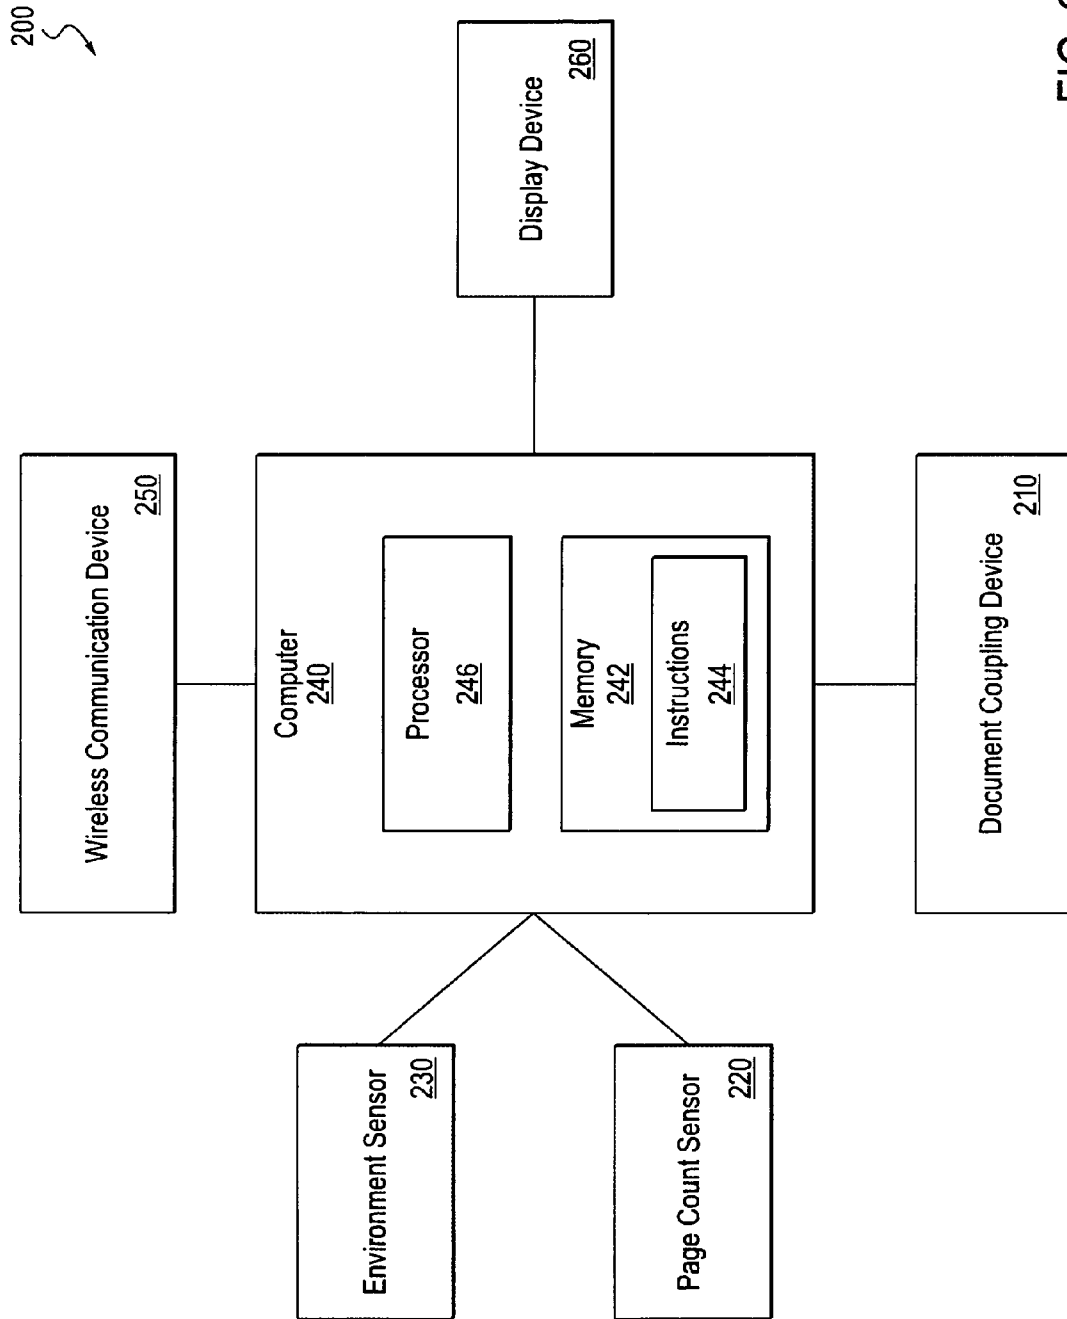 200
Wireless Communication Device
250
Environment Sensor
230
Page Count Sensor
220
Computer
240
Processor
246
Memory
242
Instructions
244
Display Device
260
Document Coupling Device
210
FIG.